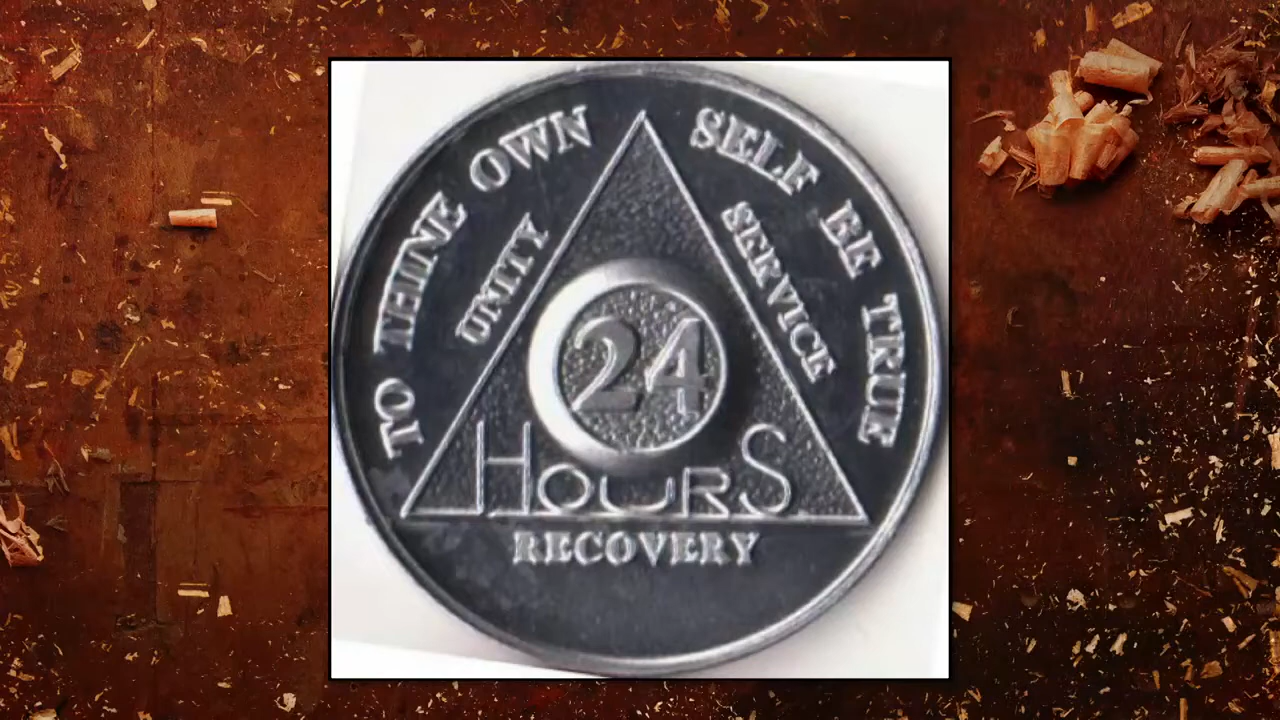 TO THINE OWN SELF BE TRUE
UNITY
SERVICE
24
HOURS
RECOVERY